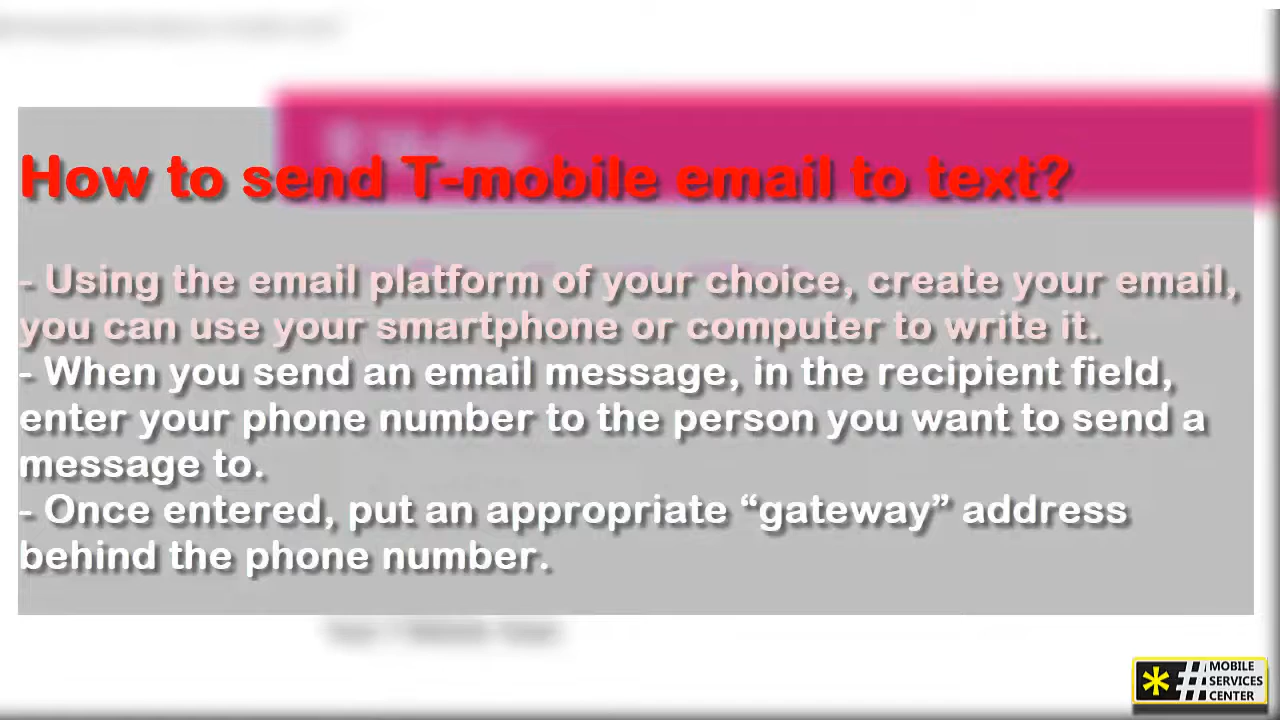 How to send T-mobile email to text?
- Using the email platform of your choice, create your email,
you can use your smartphone or computer to write it.
- When you send an email message, in the recipient field,
enter your phone number to the person you want to send a
message to.
- Once entered, put an appropriate “gateway” address
behind the phone number.
*# MOBILE
SERVICES
CENTER